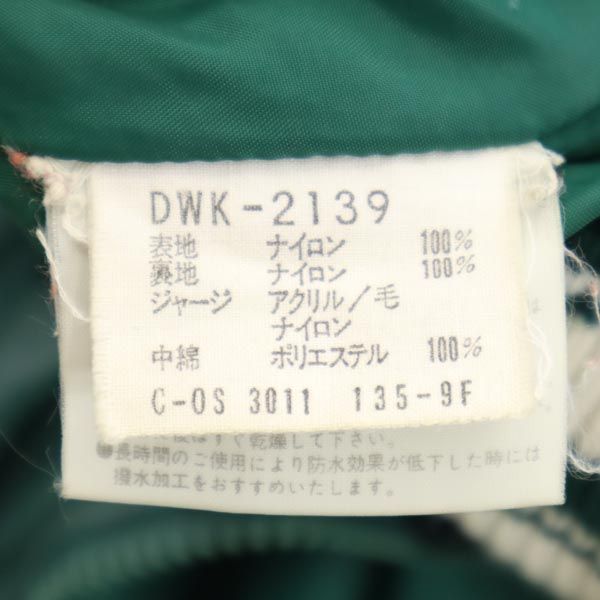 DWK-2139
表地 ナイロン 100%
裏地 ナイロン 100%
ジャージ アクリル/毛
ナイロン
中綿 ポリエステル 100%
C-OS 3011 135-9F
はすぐ乾燥して下さい。
●長時間のご使用により防水効果が低下した時には
撥水加工をおすすめいたします。